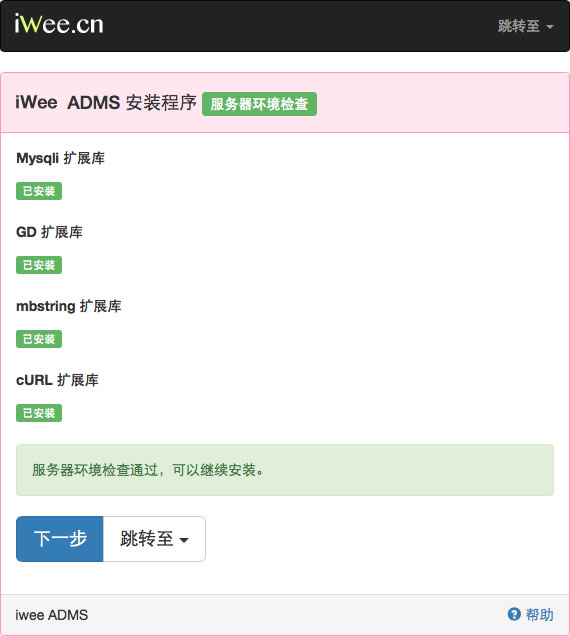 iWee.cn 跳转至
iWee ADMS 安装程序 服务器环境检查
Mysqli 扩展库
已安装
GD 扩展库
已安装
mbstring 扩展库
已安装
cURL 扩展库
已安装
服务器环境检查通过，可以继续安装。
下一步 跳转至
iwee ADMS ? 帮助